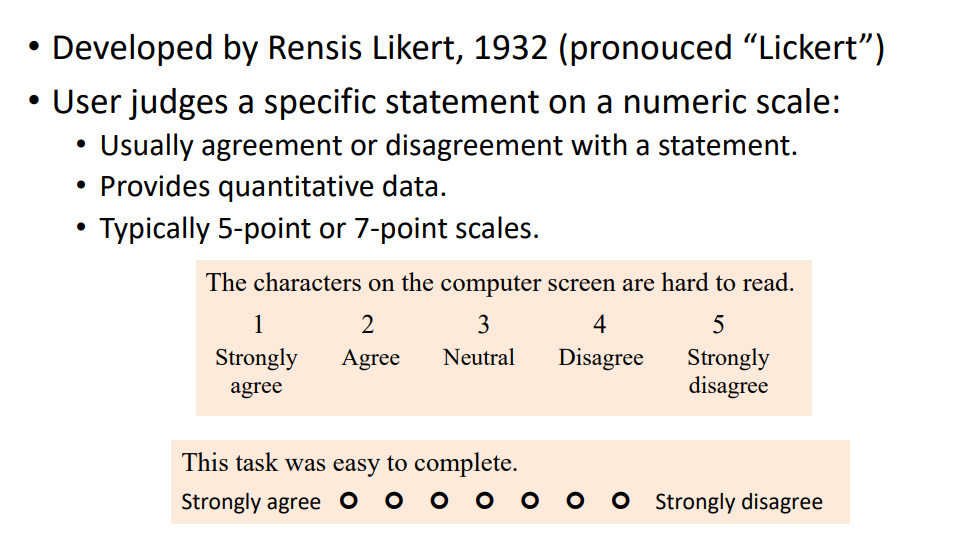 • Developed by Rensis Likert, 1932 (pronouced “Lickert”)
• User judges a specific statement on a numeric scale:
• Usually agreement or disagreement with a statement.
• Provides quantitative data.
• Typically 5-point or 7-point scales.
The characters on the computer screen are hard to read.
1 2 3 4 5
Strongly Agree Neutral Disagree Strongly
agree disagree
This task was easy to complete.
Strongly agree Strongly disagree